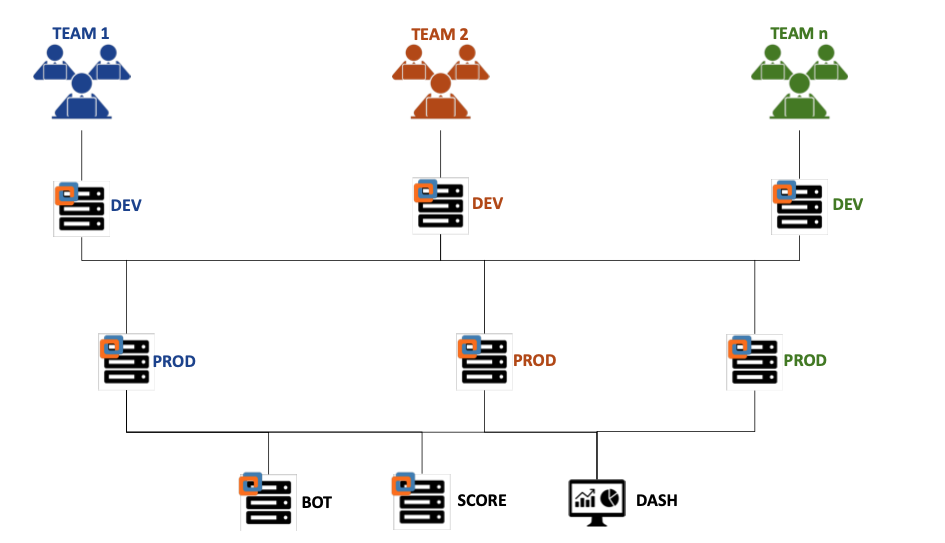 TEAM 1
TEAM 2
TEAM n
DEV
DEV
DEV
PROD
PROD
PROD
BOT
SCORE
DASH